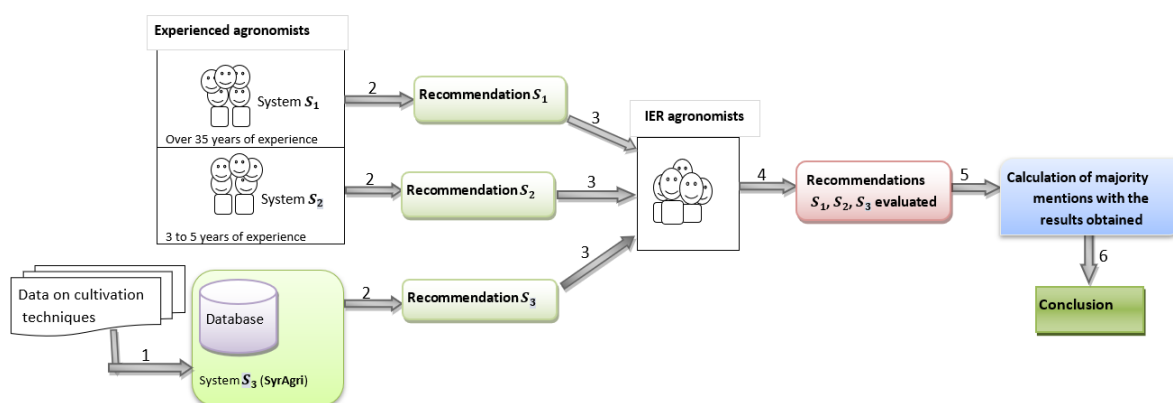 Experienced agronomists
System S1
Over 35 years of experience
System S2
3 to 5 years of experience
Data on cultivation
techniques
1
Database
System S3 (SyrAgri)
2
Recommendation S1
2
Recommendation S2
2
Recommendation S3
3
3
3
IER agronomists
4
Recommendations
S1, S2, S3 evaluated
5
Calculation of majority
mentions with the
results obtained
6
Conclusion